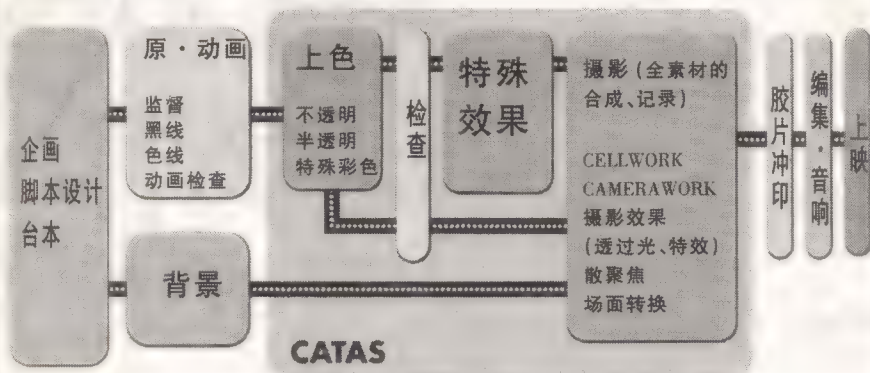 企画
脚本设计
台本
原·动画
监督
黑线
色线
动画检查
背景
上色
不透明
半透明
特殊彩色
检查
特殊
效果
摄影(全素材的
合成、记录)
CELLWORK
CAMERAWORK
摄影效果
(透过光、特效)
散聚焦
场面转换
胶片冲印
编集·音响
上映
CATAS